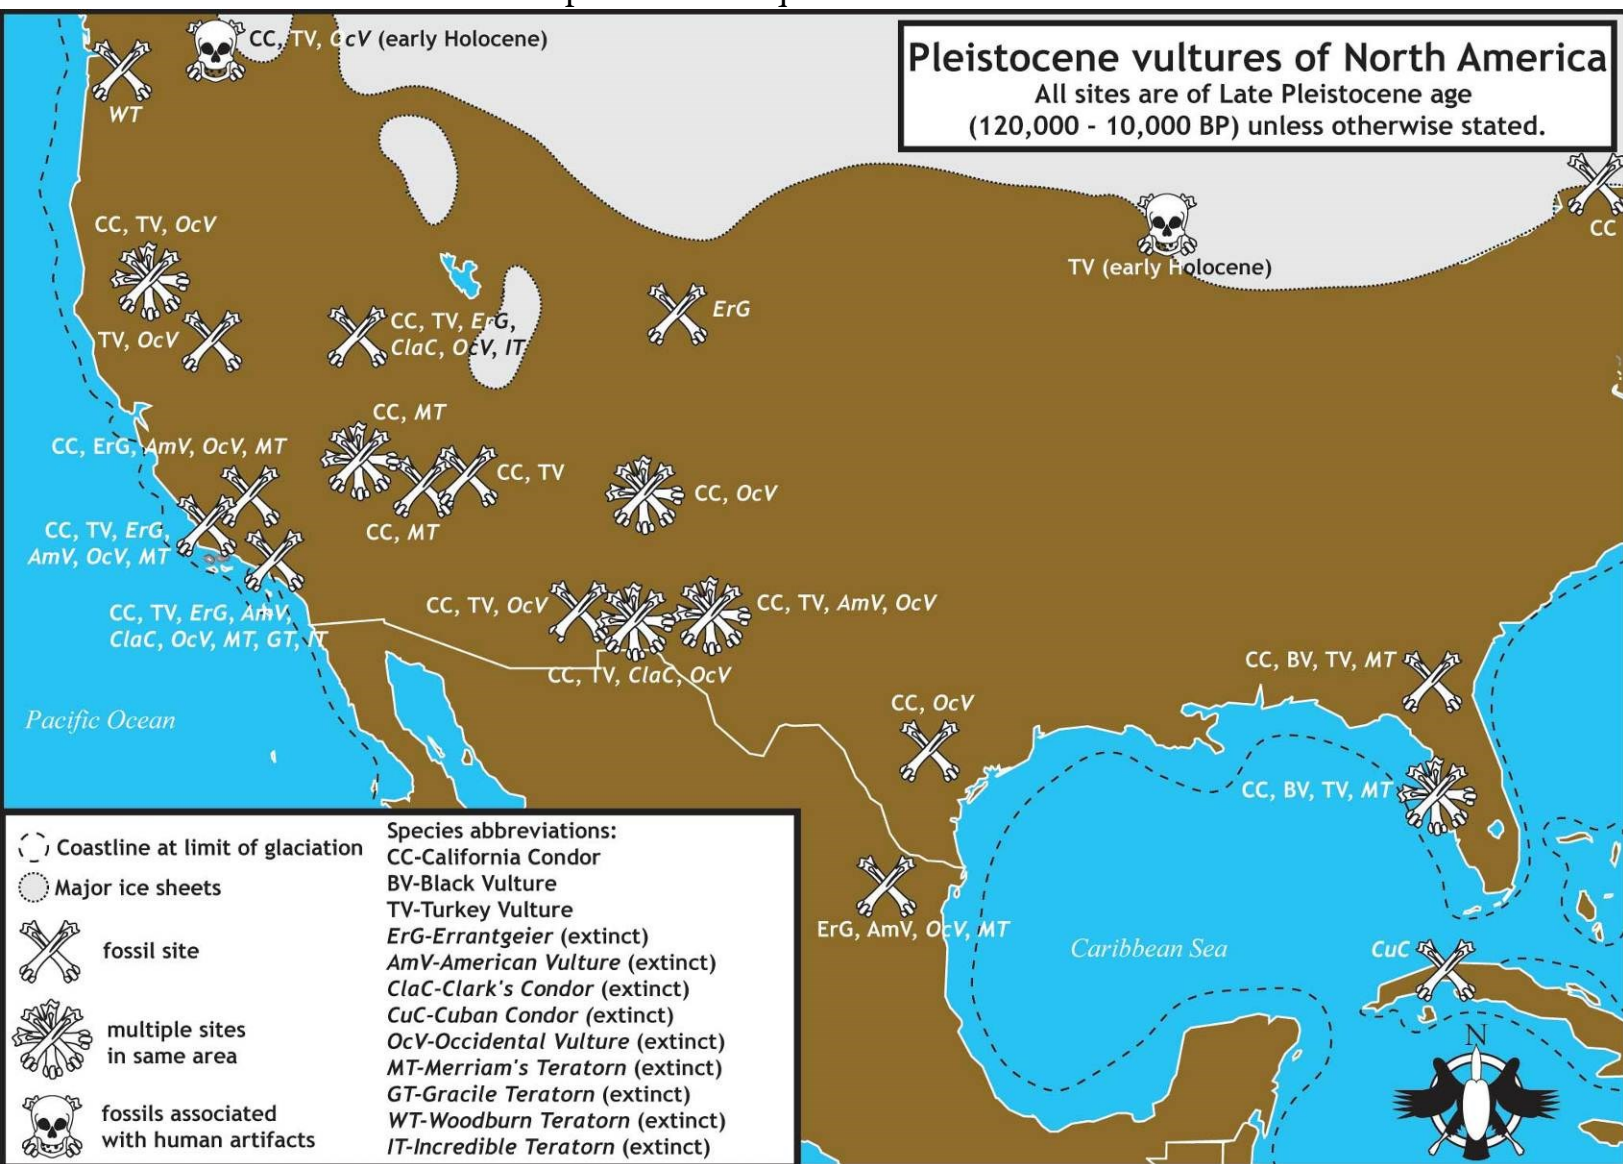 Pleistocene vultures of North America
All sites are of Late Pleistocene age
(120,000 - 10,000 BP) unless otherwise stated.
CC, TV, OcV (early Holocene)
WT
CC
TV (early Holocene)
CC, TV, OcV
TV, OcV
CC, TV, ErG,
ClaC, OcV, IT
ErG
CC, MT
CC, ErG, AmV, OcV, MT
CC, TV
CC, MT
CC, OcV
CC, TV, ErG,
AmV, OcV, MT
CC, TV, ErG, AmV,
ClaC, OcV, MT, GT, IT
CC, TV, OcV
CC, TV, AmV, OcV
CC, TV, ClaC, OcV
CC, BV, TV, MT
CC, OcV
Pacific Ocean
CC, BV, TV, MT
ErG, AmV, OcV, MT
Caribbean Sea
CuC
N
Coastline at limit of glaciation
Major ice sheets
fossil site
multiple sites
in same area
fossils associated
with human artifacts
Species abbreviations:
CC-California Condor
BV-Black Vulture
TV-Turkey Vulture
ErG-Errantgeier (extinct)
AmV-American Vulture (extinct)
ClaC-Clark's Condor (extinct)
CuC-Cuban Condor (extinct)
OcV-Occidental Vulture (extinct)
MT-Merriam's Teratorn (extinct)
GT-Gracile Teratorn (extinct)
WT-Woodburn Teratorn (extinct)
IT-Incredible Teratorn (extinct)